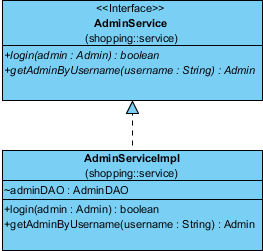 <<Interface>>
AdminService
(shopping::service)
+login(admin : Admin) : boolean
+getAdminByUsername(username : String) : Admin
AdminServiceImpl
(shopping::service)
~adminDAO : AdminDAO
+login(admin : Admin) : boolean
+getAdminByUsername(username : String) : Admin